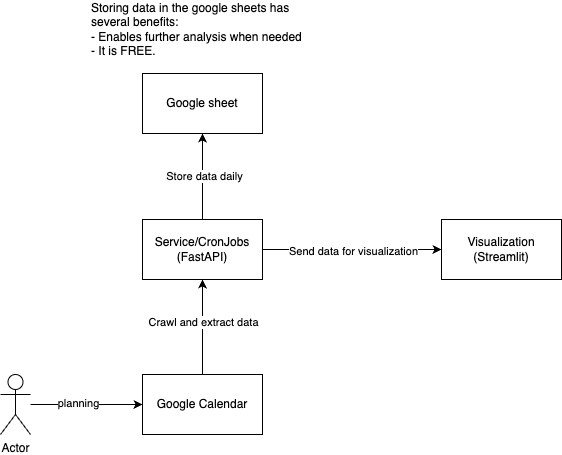 Storing data in the google sheets has
several benefits:
- Enables further analysis when needed
- It is FREE.
Google sheet
Store data daily
Service/CronJobs
(FastAPI)
Send data for visualization
Visualization
(Streamlit)
Crawl and extract data
planning
Google Calendar
Actor